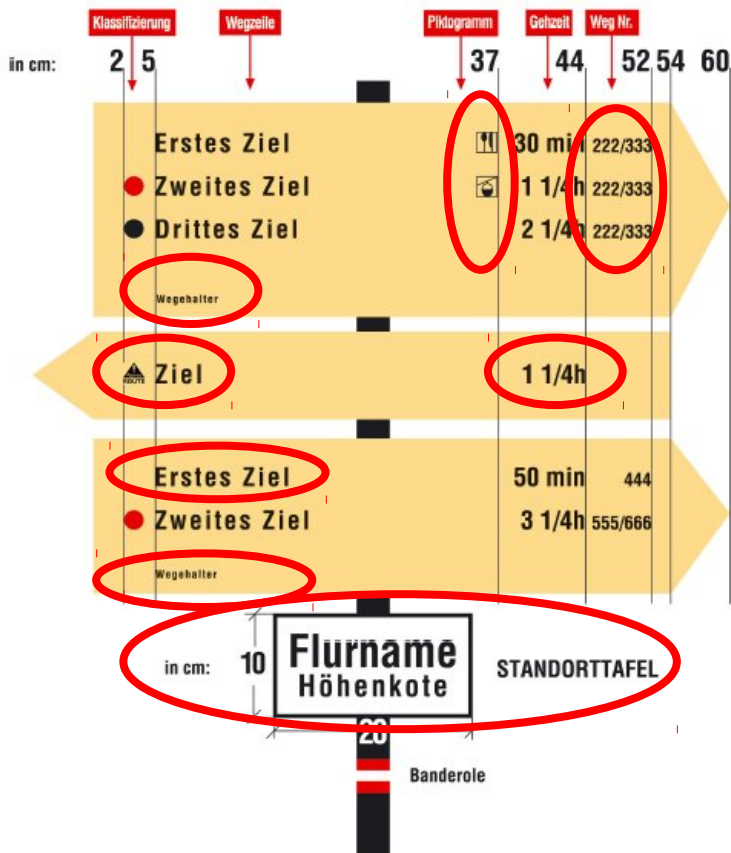 Klassifizierung Wegzeile Piktogramm Gehzeit Weg Nr.
in cm: 2 5 37 44 52 54 60
Erstes Ziel 30 min 222/333
Zweites Ziel 1 1/4h 222/333
Drittes Ziel 2 1/4h 222/333
Wegehalter
ROUTE Ziel 1 1/4h
Erstes Ziel 50 min 444
Zweites Ziel 3 1/4h 555/666
Wegehalter
in cm: 10 Flurname STANDORTTAFEL
Höhenkote
20
Banderole